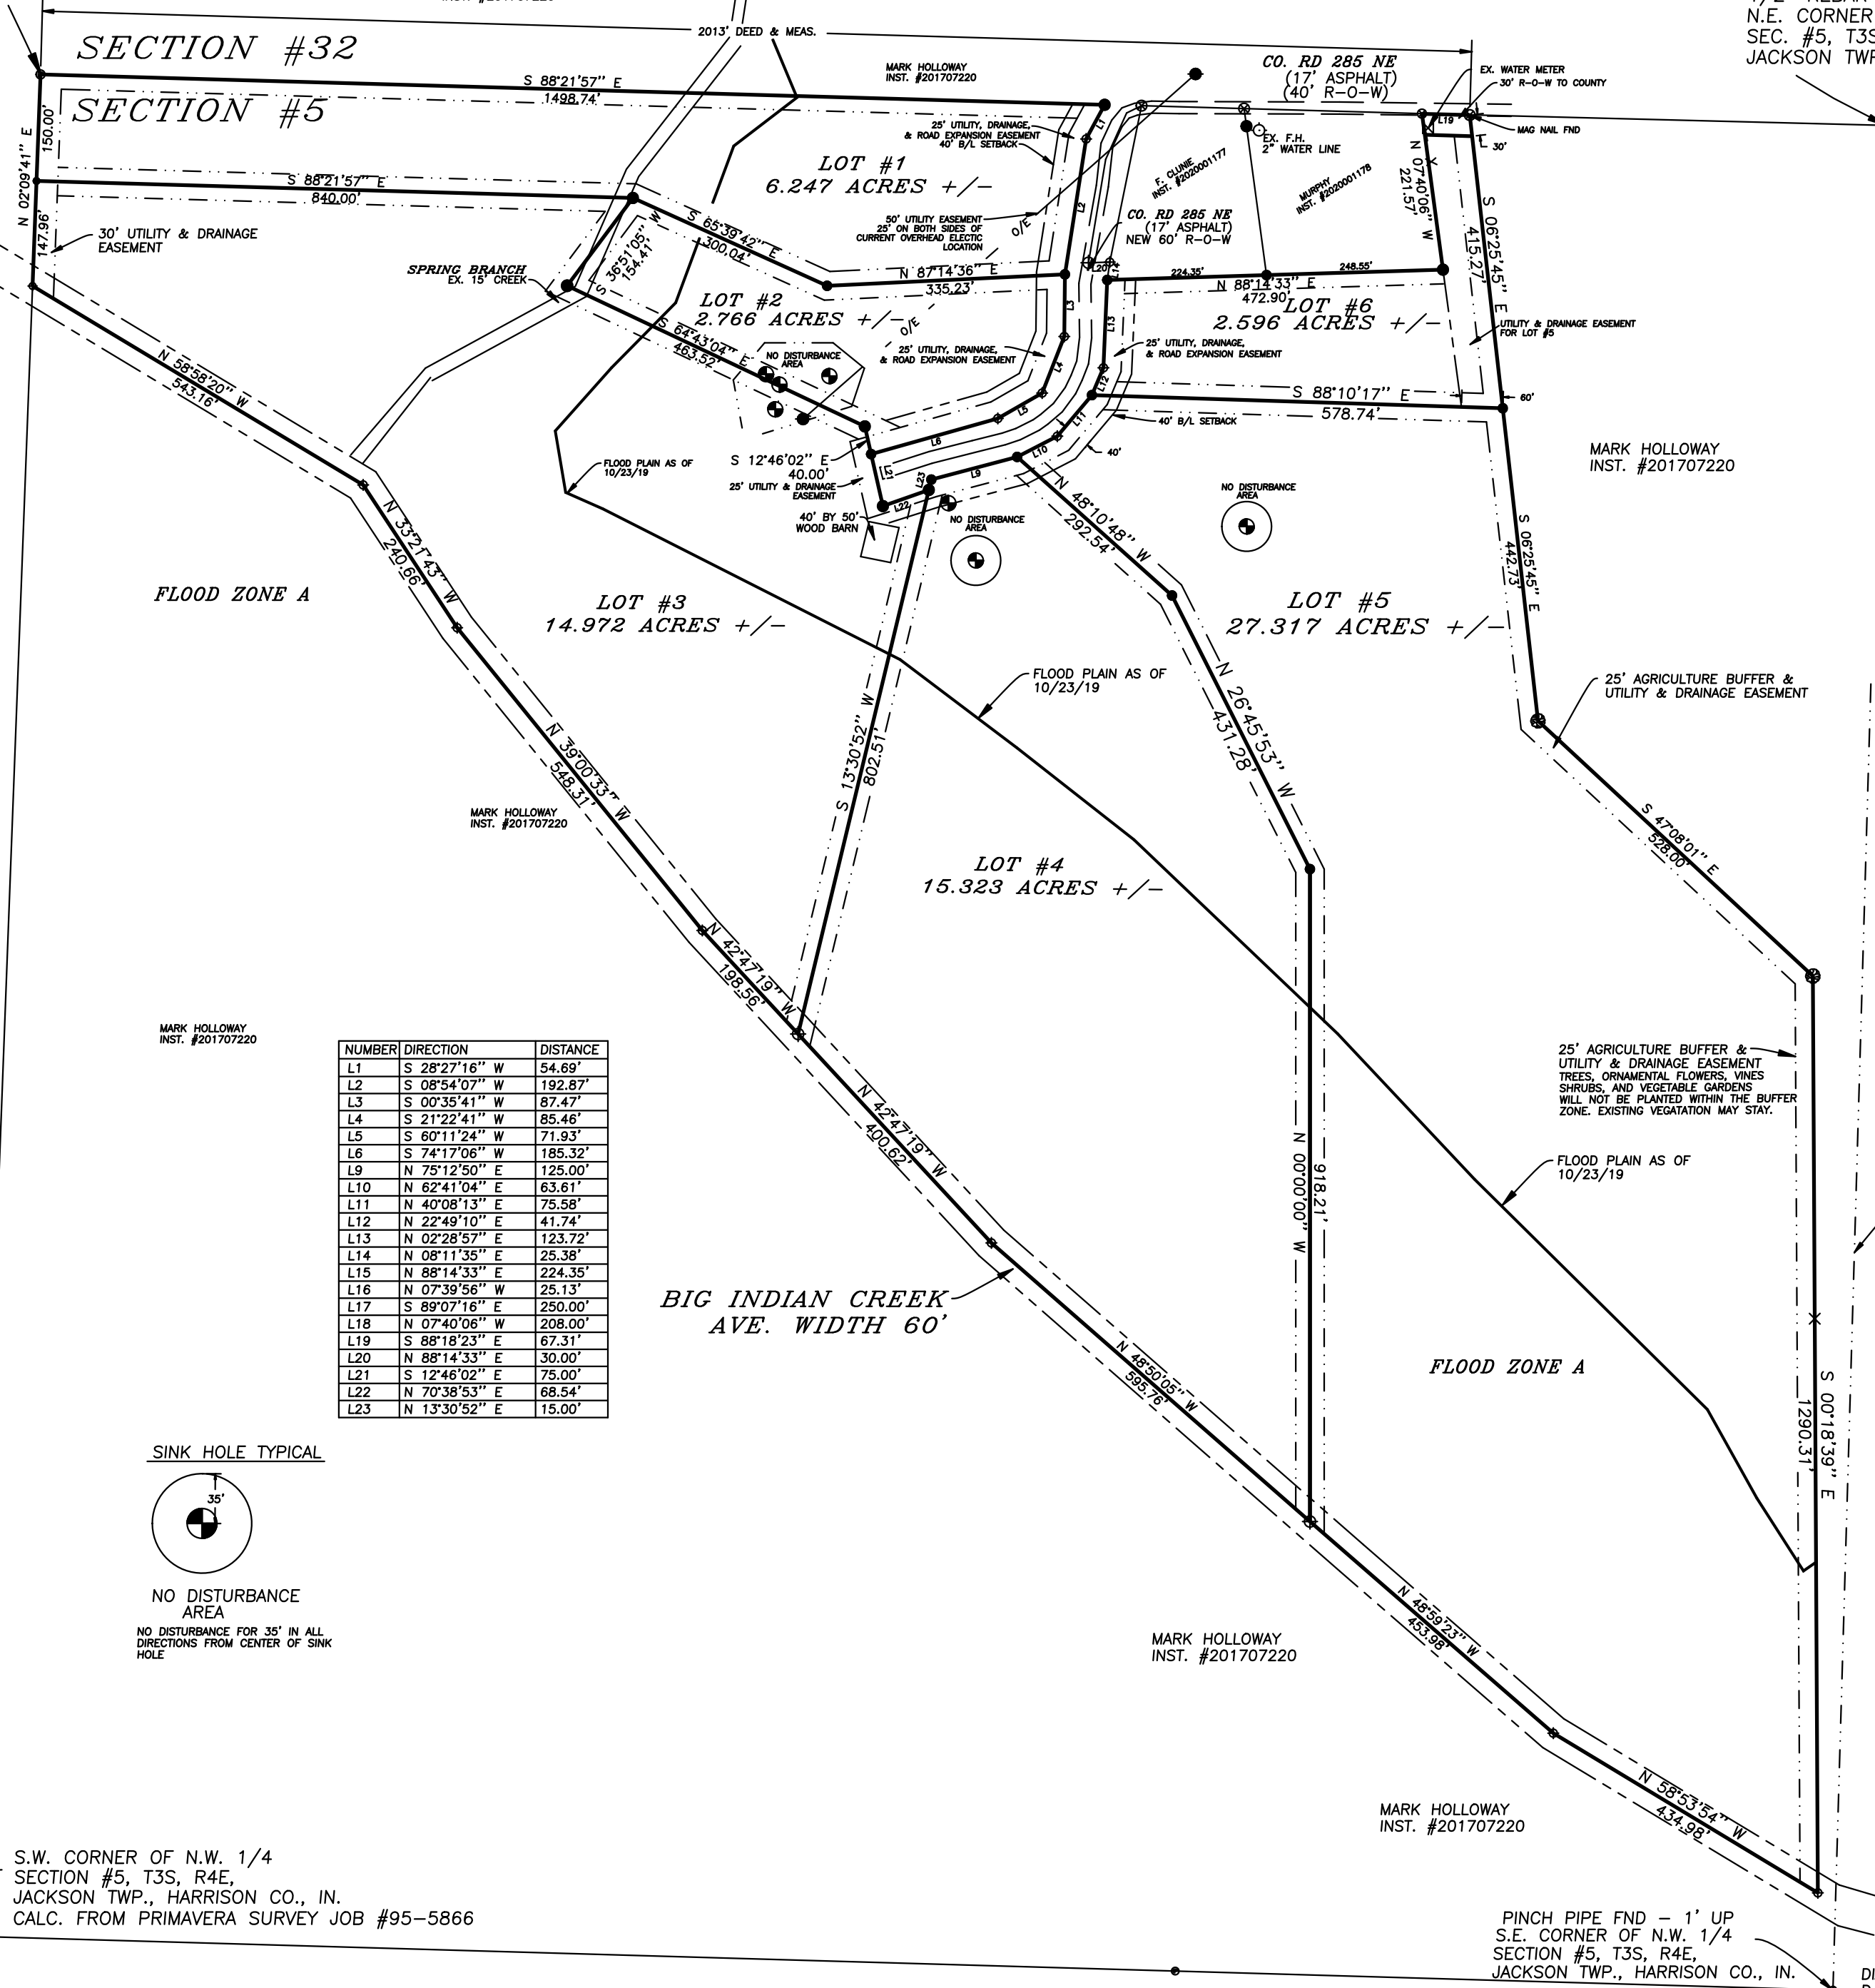 2013' DEED & MEAS.
N.E. CORNER
SEC. #5, T3S
JACKSON TWP
SECTION #32
SECTION #5
S 88°21'57" E
1498.74'
MARK HOLLOWAY
INST. #201707220
CO. RD 285 NE
(17' ASPHALT)
(40' R-O-W)
EX. WATER METER
30' R-O-W TO COUNTY
L19
MAG NAIL FND
30'
N 02°09'41" E
150.00'
147.96'
25' UTILITY, DRAINAGE,
& ROAD EXPANSION EASEMENT
40' B/L SETBACK
L1
LOT #1
6.247 ACRES +/-
EX. F.H.
2" WATER LINE
F. CLUNIE
INST. #2020001177
MURPHY
INST. #2020001178
N 07°40'06" W
221.57'
S 06°25'45" E
415.27'
S 88°21'57" E
840.00'
30' UTILITY & DRAINAGE
EASEMENT
S 65°39'42" E
300.04'
S 36°51'05" W
154.41'
50' UTILITY EASEMENT
25' ON BOTH SIDES OF
CURRENT OVERHEAD ELECTIC
LOCATION
O/E
L2
CO. RD 285 NE
(17' ASPHALT)
NEW 60' R-O-W
L20
L14
224.35'
248.55'
N 88°14'33" E
472.90'
SPRING BRANCH
EX. 15' CREEK
N 87°14'36" E
335.23'
LOT #2
2.766 ACRES +/-
O/E
L3
L13
LOT #6
2.596 ACRES +/-
UTILITY & DRAINAGE EASEMENT
FOR LOT #5
S 64°43'04" E
463.52'
NO DISTURBANCE
AREA
25' UTILITY, DRAINAGE,
& ROAD EXPANSION EASEMENT
L4
25' UTILITY, DRAINAGE,
& ROAD EXPANSION EASEMENT
L12
S 88°10'17" E
578.74'
60'
N 58°58'20" W
543.16'
L5
L6
L11
L10
40' B/L SETBACK
40'
MARK HOLLOWAY
INST. #201707220
FLOOD PLAIN AS OF
10/23/19
S 12°46'02" E
40.00'
25' UTILITY & DRAINAGE
EASEMENT
L21
L23
L9
L22
40' BY 50'
WOOD BARN
NO DISTURBANCE
AREA
NO DISTURBANCE
AREA
N 48°10'48" W
292.54'
S 06°25'45" E
442.73'
N 33°21'43" W
240.66'
FLOOD ZONE A
LOT #3
14.972 ACRES +/-
LOT #5
27.317 ACRES +/-
FLOOD PLAIN AS OF
10/23/19
N 26°45'53" W
431.28'
25' AGRICULTURE BUFFER &
UTILITY & DRAINAGE EASEMENT
S 13°30'52" W
802.51'
N 39°00'33" W
548.31'
MARK HOLLOWAY
INST. #201707220
S 47°08'01" E
528.00'
LOT #4
15.323 ACRES +/-
N 42°47'19" W
198.56'
MARK HOLLOWAY
INST. #201707220
NUMBER DIRECTION DISTANCE
L1 S 28°27'16" W 54.69'
L2 S 08°54'07" W 192.87'
L3 S 00°35'41" W 87.47'
L4 S 21°22'41" W 85.46'
L5 S 60°11'24" W 71.93'
L6 S 74°17'06" W 185.32'
L9 N 75°12'50" E 125.00'
L10 N 62°41'04" E 63.61'
L11 N 40°08'13" E 75.58'
L12 N 22°49'10" E 41.74'
L13 N 02°28'57" E 123.72'
L14 N 08°11'35" E 25.38'
L15 N 88°14'33" E 224.35'
L16 N 07°39'56" W 25.13'
L17 S 89°07'16" E 250.00'
L18 N 07°40'06" W 208.00'
L19 S 88°18'23" E 67.31'
L20 N 88°14'33" E 30.00'
L21 S 12°46'02" E 75.00'
L22 N 70°38'53" E 68.54'
L23 N 13°30'52" E 15.00'
N 42°47'19" W
400.62'
25' AGRICULTURE BUFFER &
UTILITY & DRAINAGE EASEMENT
TREES, ORNAMENTAL FLOWERS, VINES
SHRUBS, AND VEGETABLE GARDENS
WILL NOT BE PLANTED WITHIN THE BUFFER
ZONE. EXISTING VEGATATION MAY STAY.
N 00°00'00" W
918.21'
FLOOD PLAIN AS OF
10/23/19
BIG INDIAN CREEK
AVE. WIDTH 60'
N 48°50'05" W
595.76'
FLOOD ZONE A
S 00°18'39" E
1290.31'
SINK HOLE TYPICAL
35'
NO DISTURBANCE
AREA
NO DISTURBANCE FOR 35' IN ALL
DIRECTIONS FROM CENTER OF SINK
HOLE
N 48°59'23" W
453.98'
MARK HOLLOWAY
INST. #201707220
N 58°53'54" W
434.98'
MARK HOLLOWAY
INST. #201707220
S.W. CORNER OF N.W. 1/4
SECTION #5, T3S, R4E,
JACKSON TWP., HARRISON CO., IN.
CALC. FROM PRIMAVERA SURVEY JOB #95-5866
PINCH PIPE FND - 1' UP
S.E. CORNER OF N.W. 1/4
SECTION #5, T3S, R4E,
JACKSON TWP., HARRISON CO., IN.